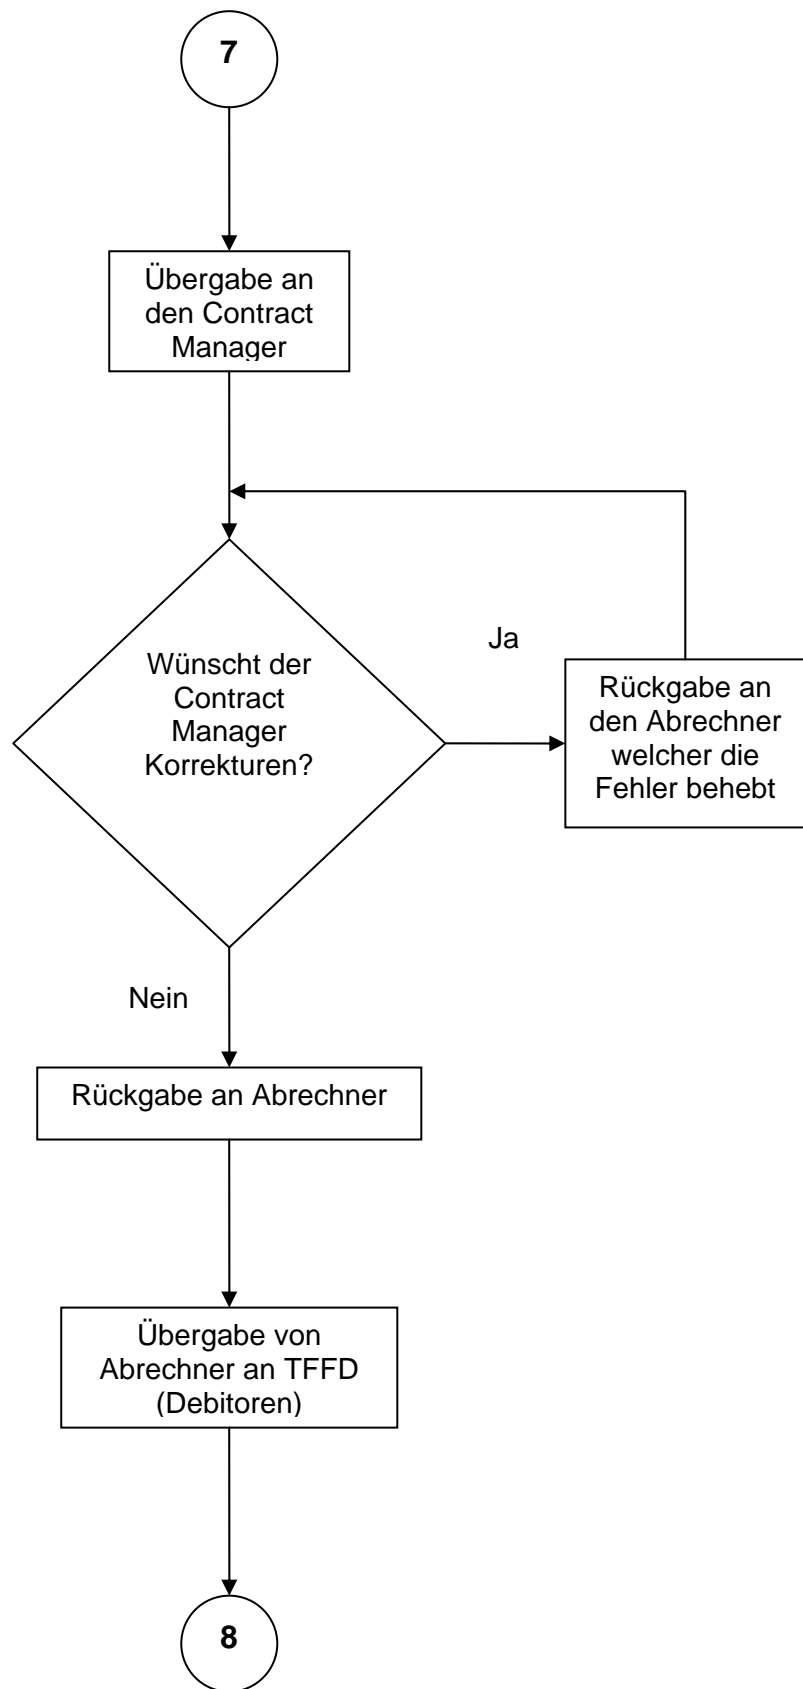 7
Übergabe an
den Contract
Manager
Ja
Wünscht der
Contract
Manager
Korrekturen?
Rückgabe an
den Abrechner
welcher die
Fehler behebt
Nein
Rückgabe an Abrechner
Übergabe von
Abrechner an TFFD
(Debitoren)
8